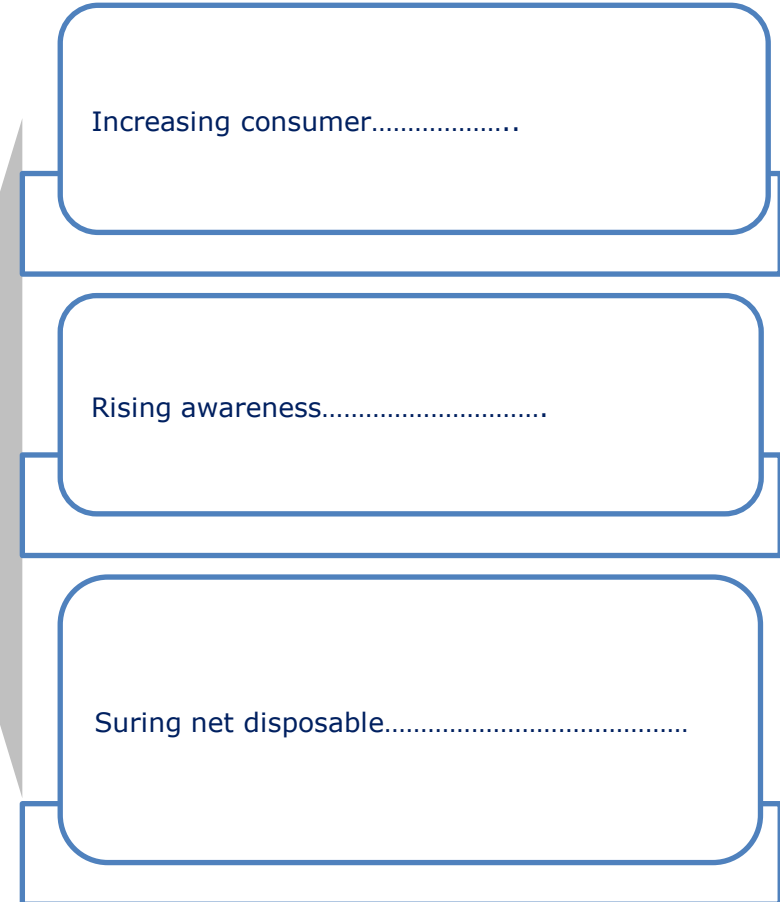 Increasing consumer………………..
Rising awareness………………………….
Suring net disposable……………………………………